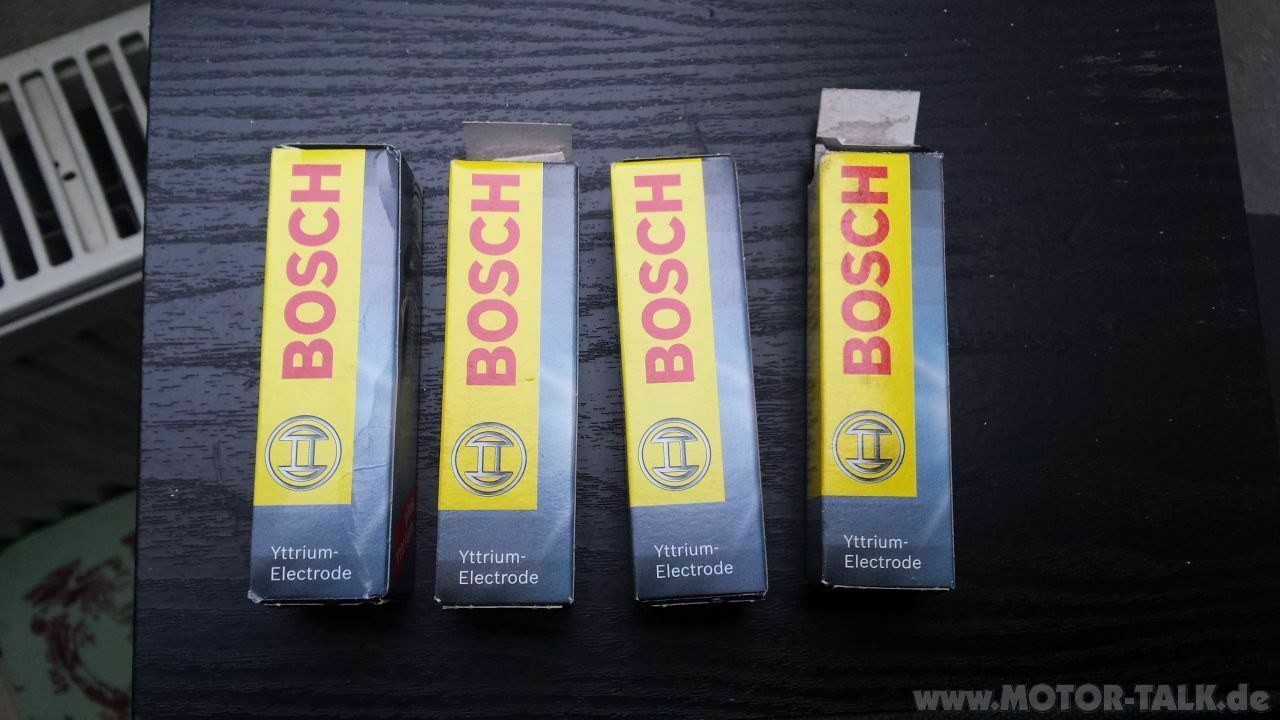 BOSCH
Yttrium-
Electrode
BOSCH
Yttrium-
Electrode
BOSCH
Yttrium-
Electrode
BOSCH
Yttrium-
Electrode
www.MOTOR-TALK.de